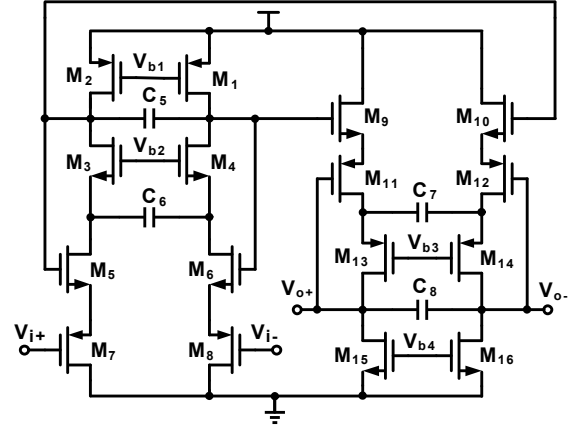 M2 Vb1 M1
C5
M9 M10
M3 Vb2 M4
M11 M12
C6 C7
M5 M6 M13 Vb3 M14
Vo+ C8 Vo-
Vi+ M7 M8 Vi-
M15 Vb4 M16